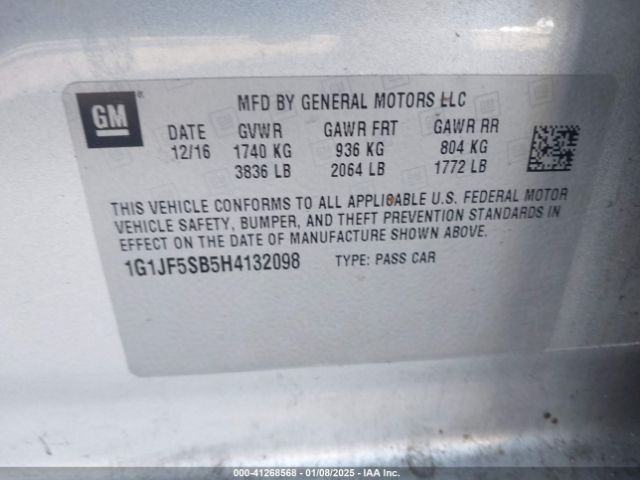 GM®
MFD BY GENERAL MOTORS LLC
DATE GVWR GAWR FRT GAWR RR
12/16 1740 KG 936 KG 804 KG
3836 LB 2064 LB 1772 LB
THIS VEHICLE CONFORMS TO ALL APPLICABLE U.S. FEDERAL MOTOR
VEHICLE SAFETY, BUMPER, AND THEFT PREVENTION STANDARDS IN
EFFECT ON THE DATE OF MANUFACTURE SHOWN ABOVE.
1G1JF5SB5H4132098 TYPE: PASS CAR
000-41268568 | 01/08/2025 | IAA Inc.